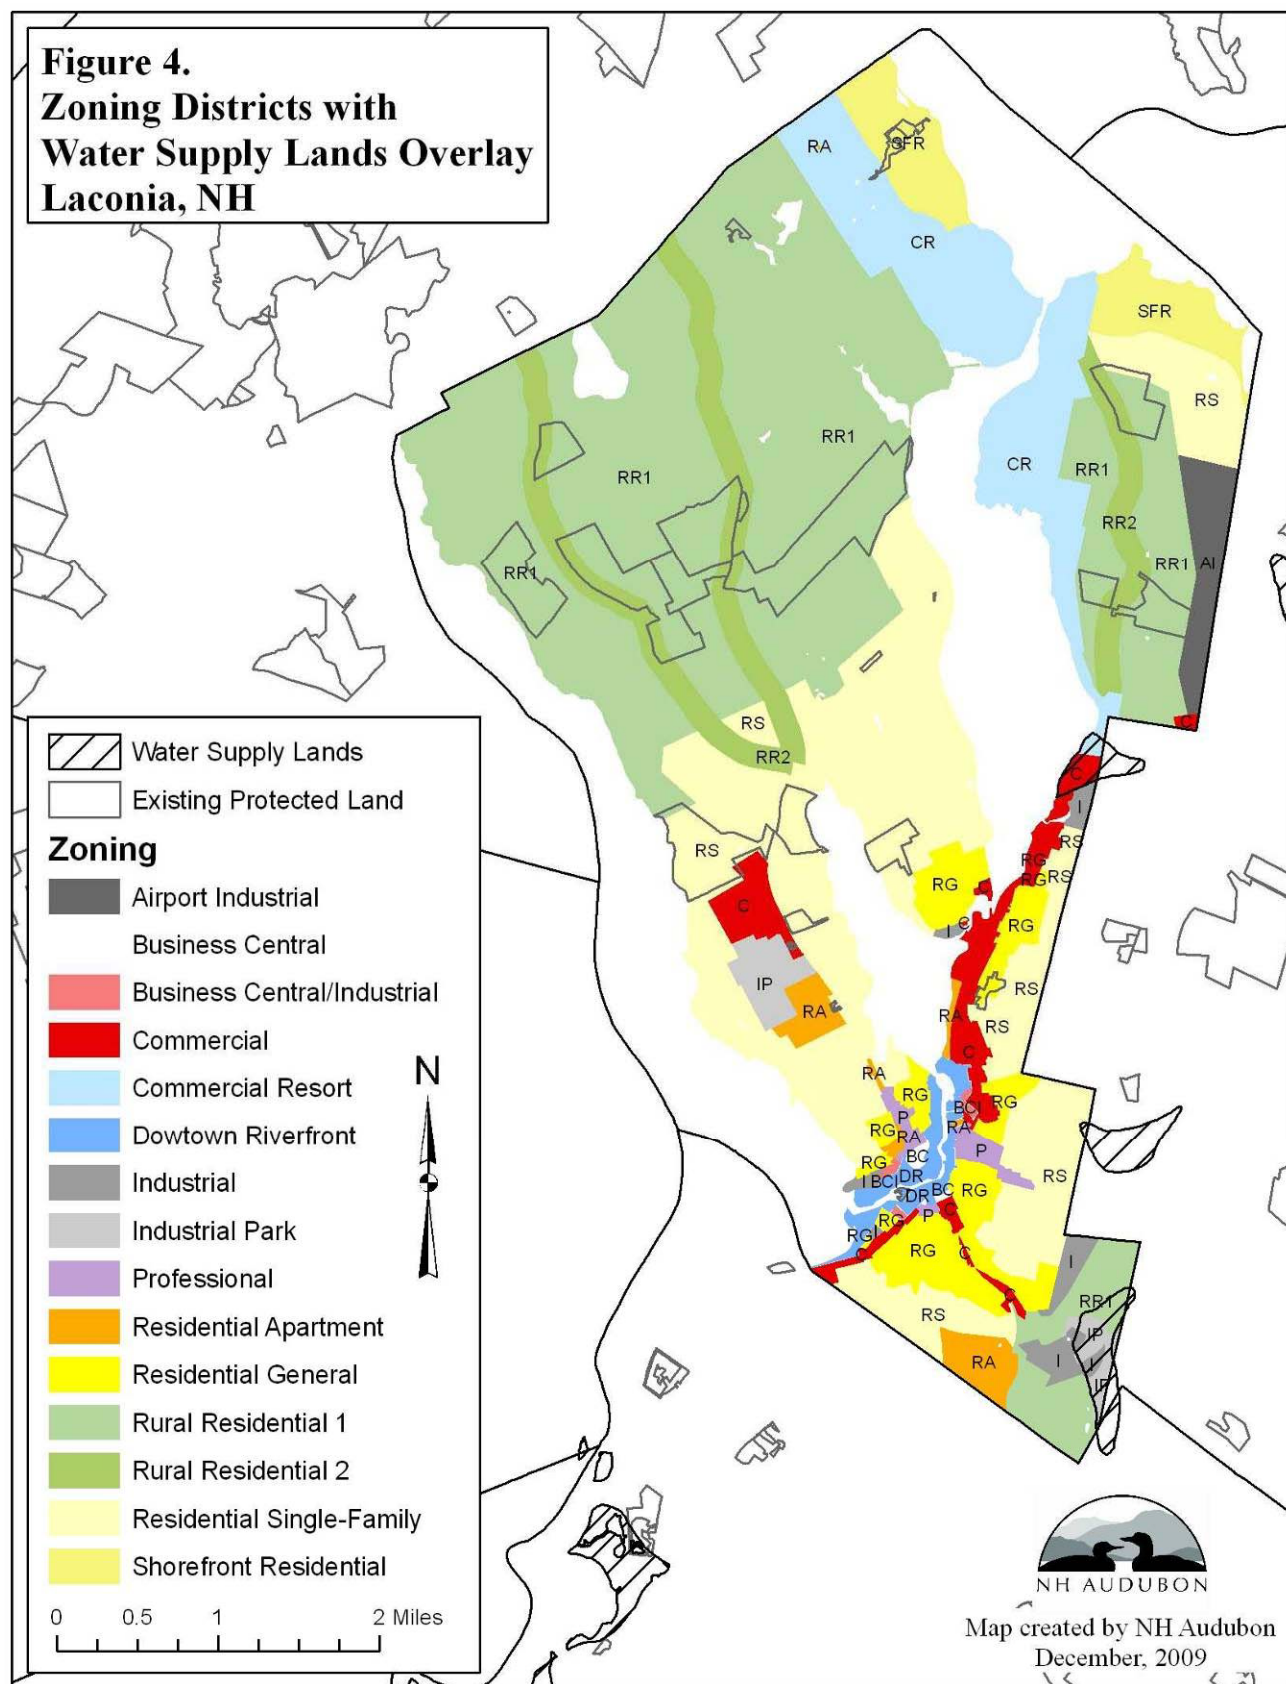 Figure 4.
Zoning Districts with
Water Supply Lands Overlay
Laconia, NH
RA
SFR
CR
SFR
RS
RR1
CR
RR1
RR1
RR2
RR1
RR1
AI
C
RS
RR2
C
I
RS
RG
RS
RG
RS
RG
C
C
C
I
RG
RS
IP
RA
RA
RS
C
RA
RG
P
BCI
RG
RA
RG
RA
BC
P
RS
RG
I
BCI
DR
DR
BC
RG
RG
I
P
C
RG
C
RG
C
C
I
RR1
RS
IP
I
I
RA
IP
Water Supply Lands
Existing Protected Land
Zoning
Airport Industrial
Business Central
Business Central/Industrial
Commercial
Commercial Resort
Dowtown Riverfront
Industrial
Industrial Park
Professional
Residential Apartment
Residential General
Rural Residential 1
Rural Residential 2
Residential Single-Family
Shorefront Residential
N
0 0.5 1 2 Miles
NH AUDUBON
Map created by NH Audubon
December, 2009